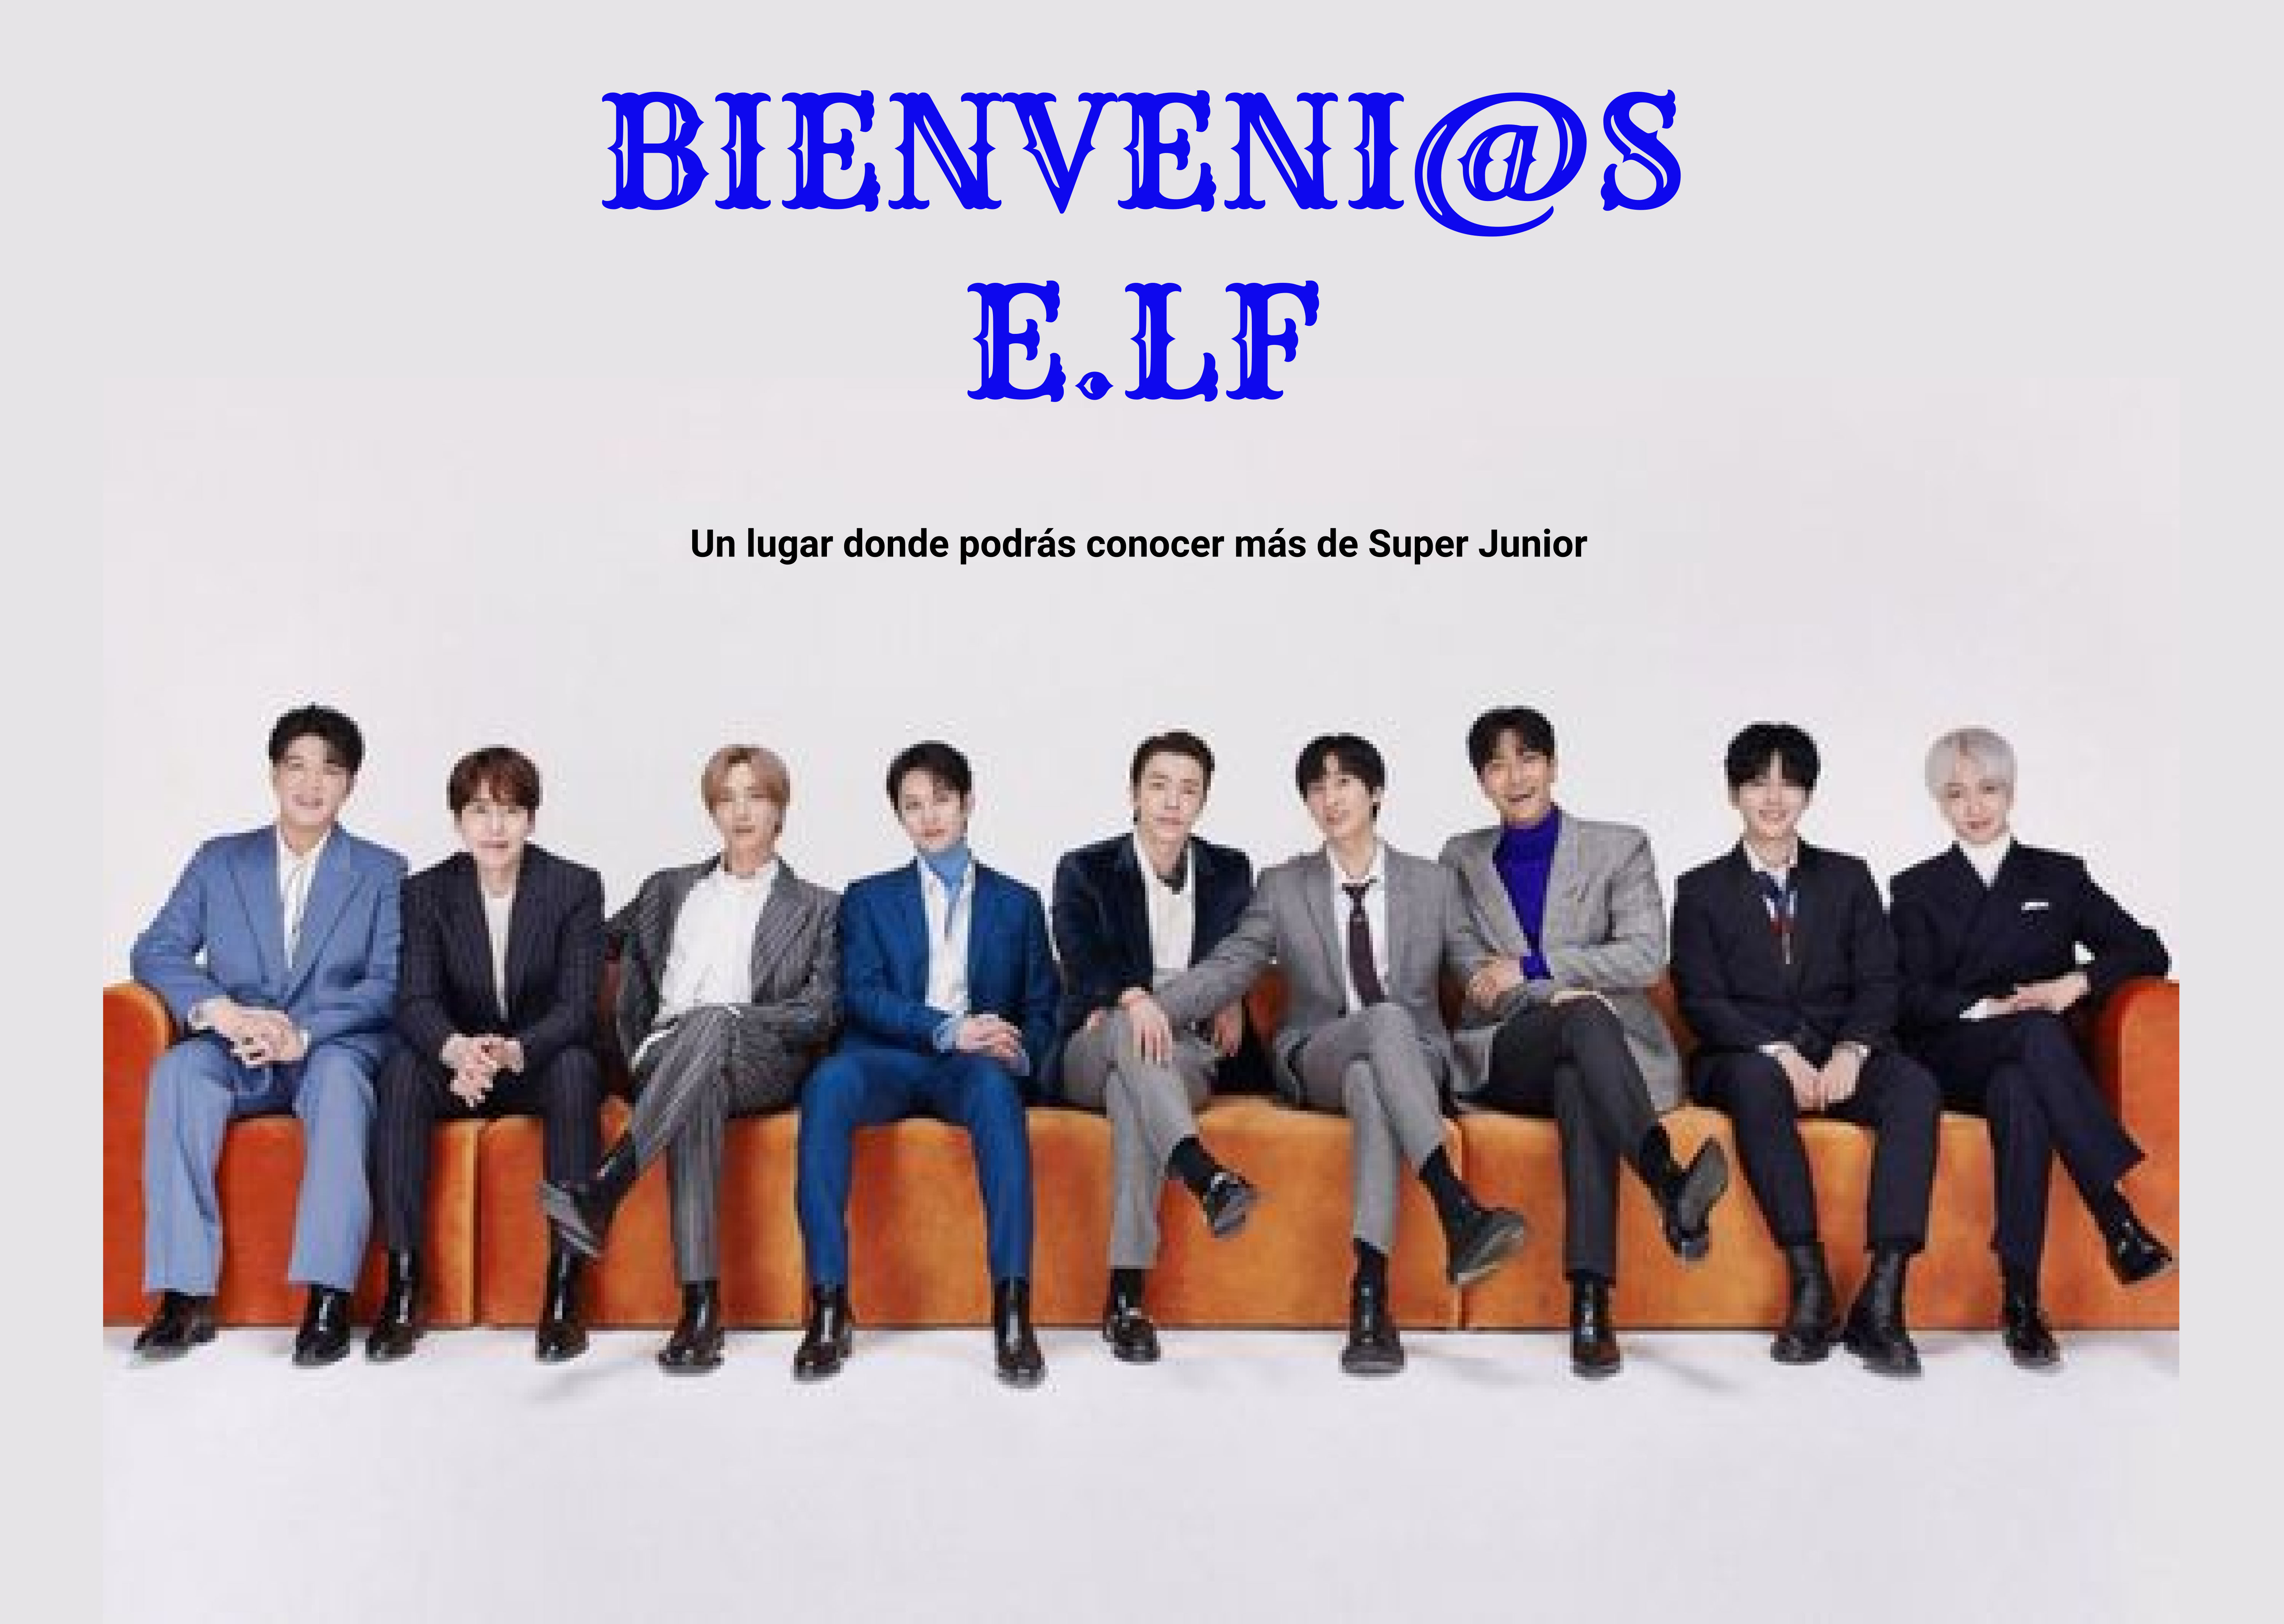 BIENVENI@S
E.LF
Un lugar donde podrás conocer más de Super Junior